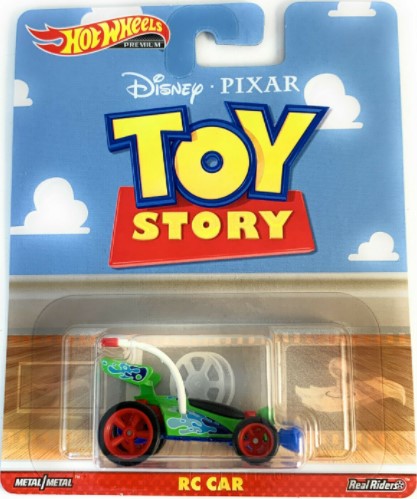 Hot Wheels
PREMIUM
Disney · PIXAR
TOY
STORY
METAL/METAL
RC CAR
Real Riders